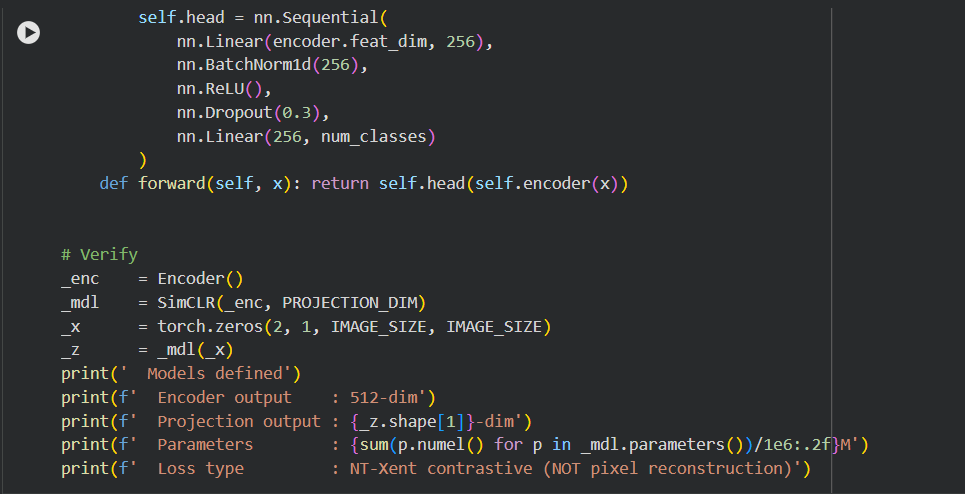 self.head = nn.Sequential(
            nn.Linear(encoder.feat_dim, 256),
            nn.BatchNorm1d(256),
            nn.ReLU(),
            nn.Dropout(0.3),
            nn.Linear(256, num_classes)
        )
    def forward(self, x): return self.head(self.encoder(x))

# Verify
_enc    = Encoder()
_mdl    = SimCLR(_enc, PROJECTION_DIM)
_x      = torch.zeros(2, 1, IMAGE_SIZE, IMAGE_SIZE)
_z      = _mdl(_x)
print('  Models defined')
print(f'  Encoder output    : 512-dim')
print(f'  Projection output : {_z.shape[1]}-dim')
print(f'  Parameters        : {sum(p.numel() for p in _mdl.parameters())/1e6:.2f}M')
print(f'  Loss type         : NT-Xent contrastive (NOT pixel reconstruction)')